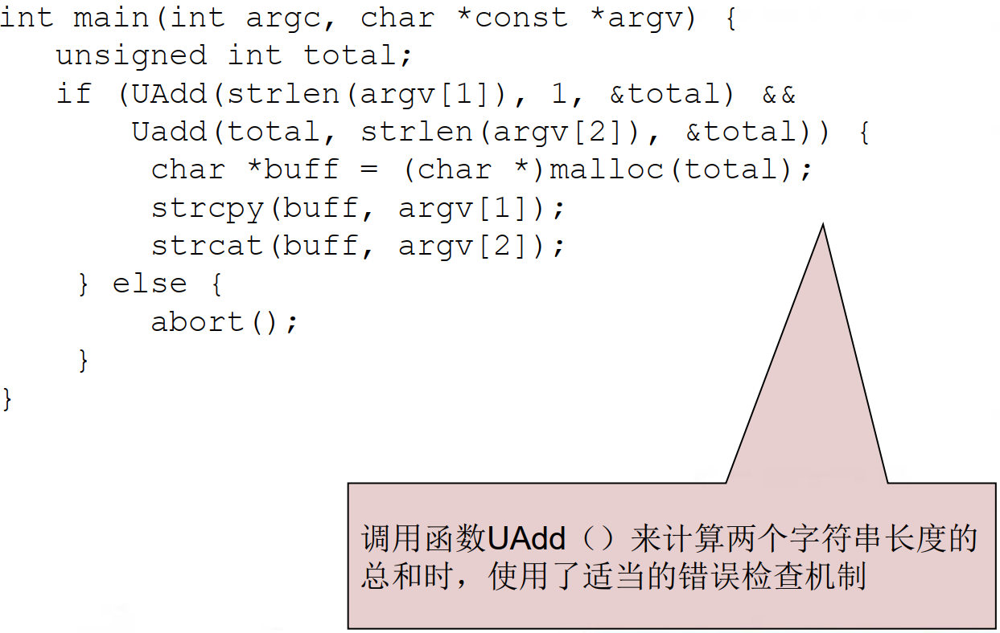 int main(int argc, char *const *argv) {
   unsigned int total;
   if (UAdd(strlen(argv[1]), 1, &total) &&
       Uadd(total, strlen(argv[2]), &total)) {
        char *buff = (char *)malloc(total);
        strcpy(buff, argv[1]);
        strcat(buff, argv[2]);
    } else {
        abort();
    }
}
调用函数UAdd（）来计算两个字符串长度的
总和时，使用了适当的错误检查机制